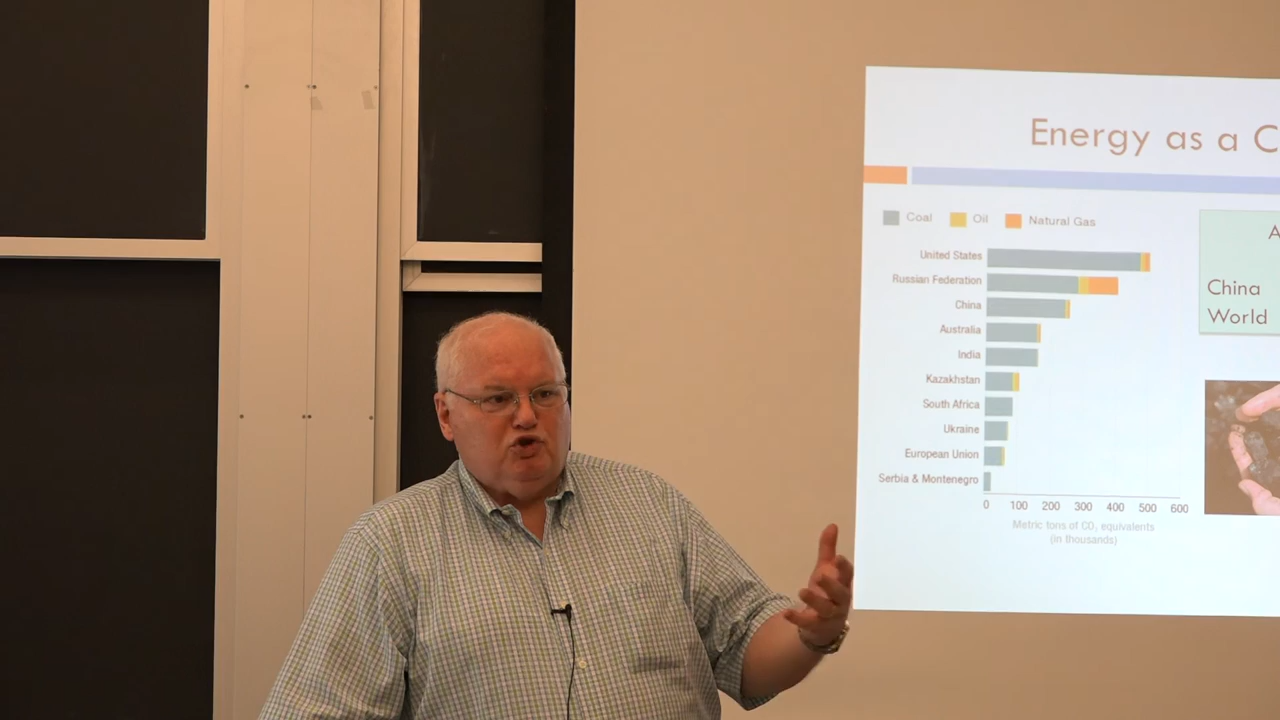 Energy as a C
Coal Oil Natural Gas
United States
Russian Federation
China
Australia
India
Kazakhstan
South Africa
Ukraine
European Union
Serbia & Montenegro
0 100 200 300 400 500 600
Metric tons of CO₂ equivalents
(in thousands)
A
China
World